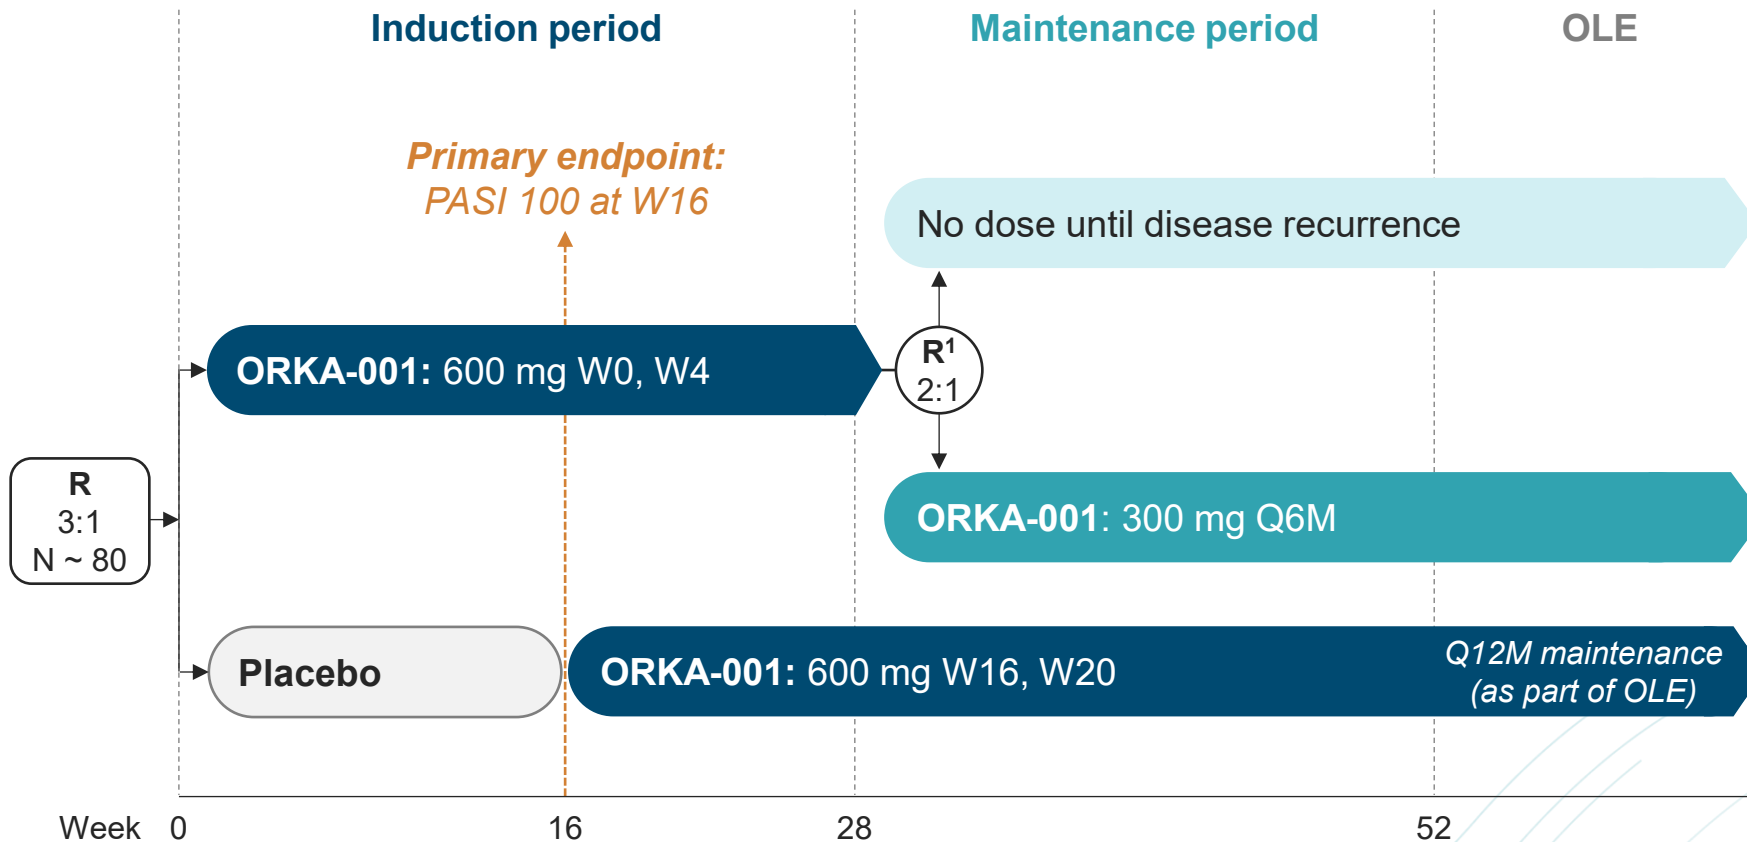 Induction period
Maintenance period
OLE
Primary endpoint:
PASI 100 at W16
No dose until disease recurrence
ORKA-001: 600 mg W0, W4
R¹
2:1
R
3:1
N ~ 80
ORKA-001: 300 mg Q6M
Placebo
ORKA-001: 600 mg W16, W20
Q12M maintenance
(as part of OLE)
Week 0 16 28 52